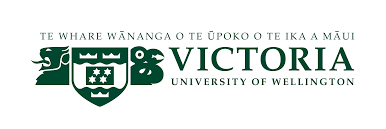 TE WHARE WĀNANGA O TE ŪPOKO O TE IKA A MĀUI
VICTORIA
UNIVERSITY OF WELLINGTON